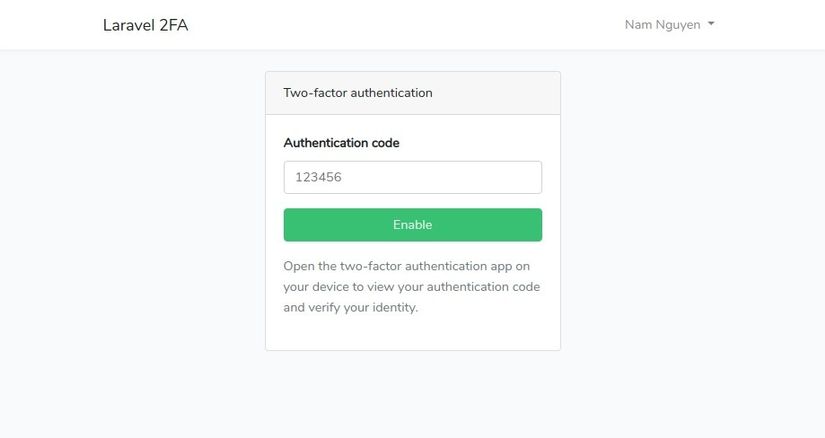 Laravel 2FA
Nam Nguyen
Two-factor authentication
Authentication code
123456
Enable
Open the two-factor authentication app on
your device to view your authentication code
and verify your identity.